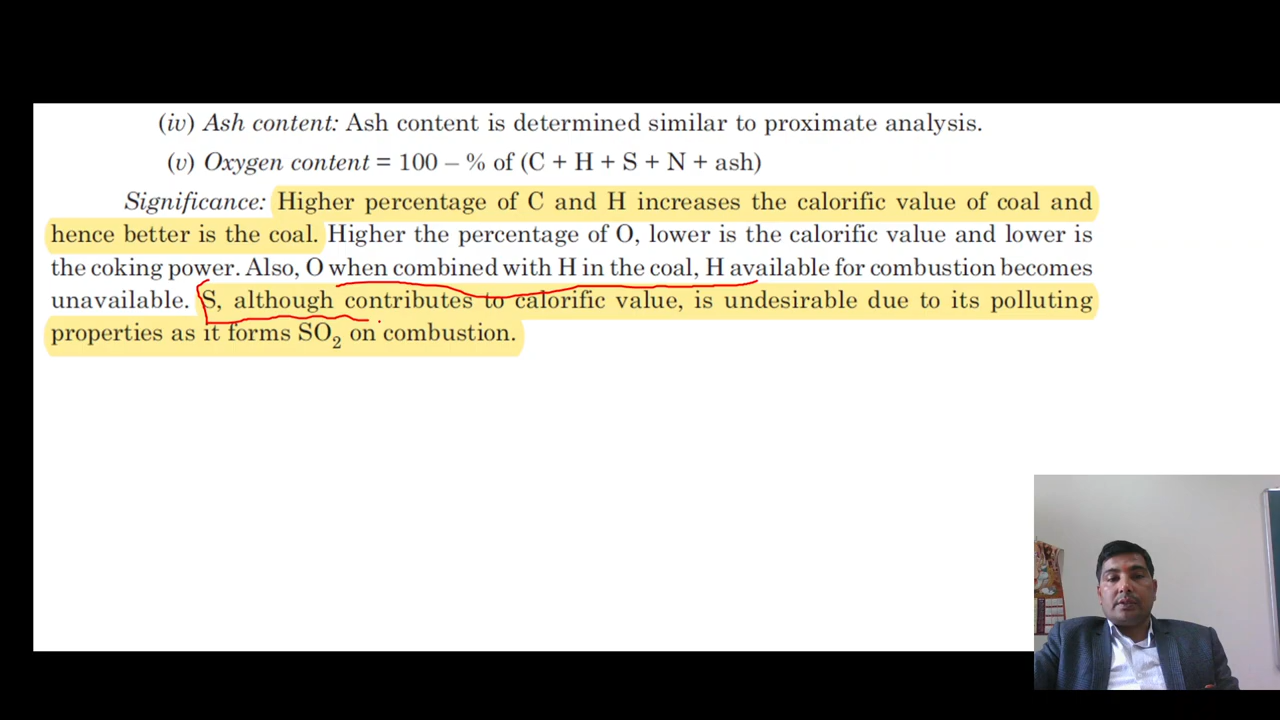 (iv) Ash content: Ash content is determined similar to proximate analysis.
(v) Oxygen content = 100 – % of (C + H + S + N + ash)
Significance: Higher percentage of C and H increases the calorific value of coal and
hence better is the coal. Higher the percentage of O, lower is the calorific value and lower is
the coking power. Also, O when combined with H in the coal, H available for combustion becomes
unavailable. S, although contributes to calorific value, is undesirable due to its polluting
properties as it forms SO₂ on combustion.